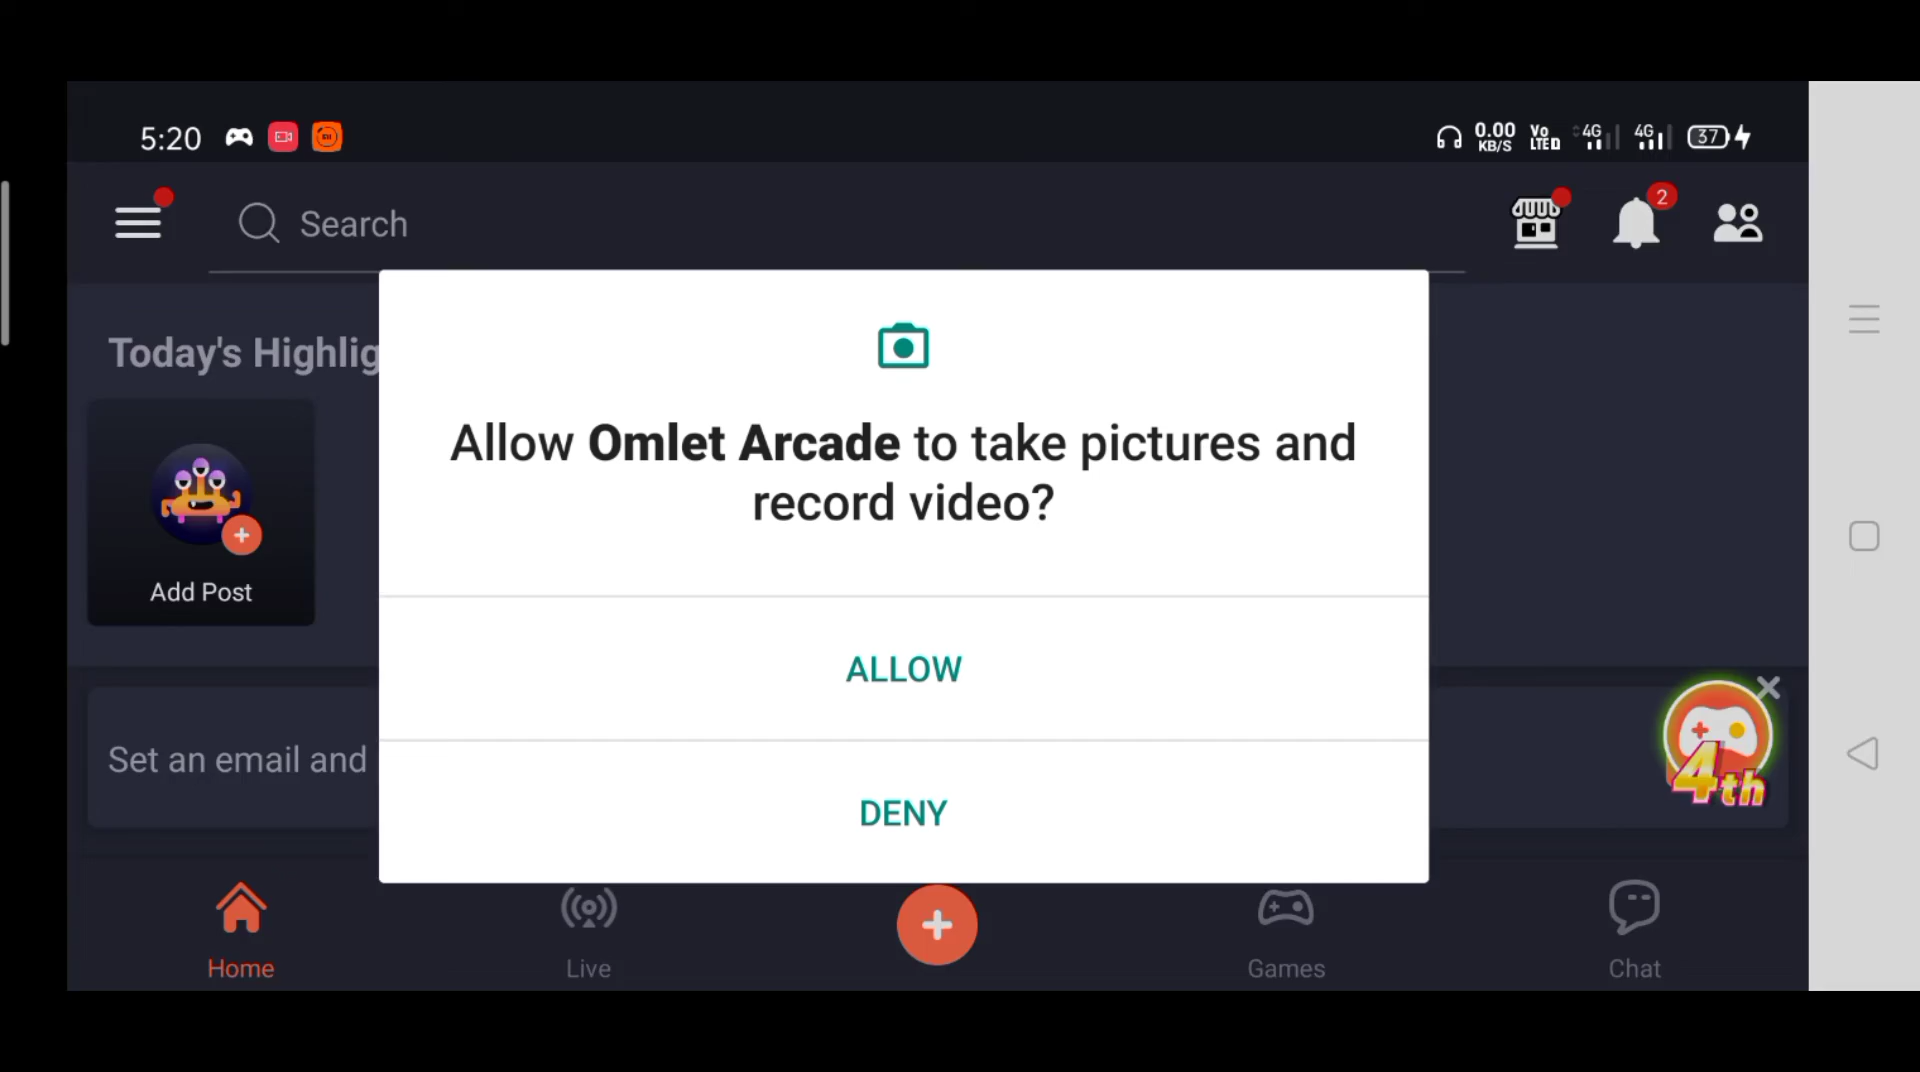 5:20
0.00
KB/S
Vo
LTE
4G
4G
37
Search
2
Today's Highlig
Allow Omlet Arcade to take pictures and
record video?
Add Post
ALLOW
Set an email and
4th
DENY
Home
Live
Games
Chat